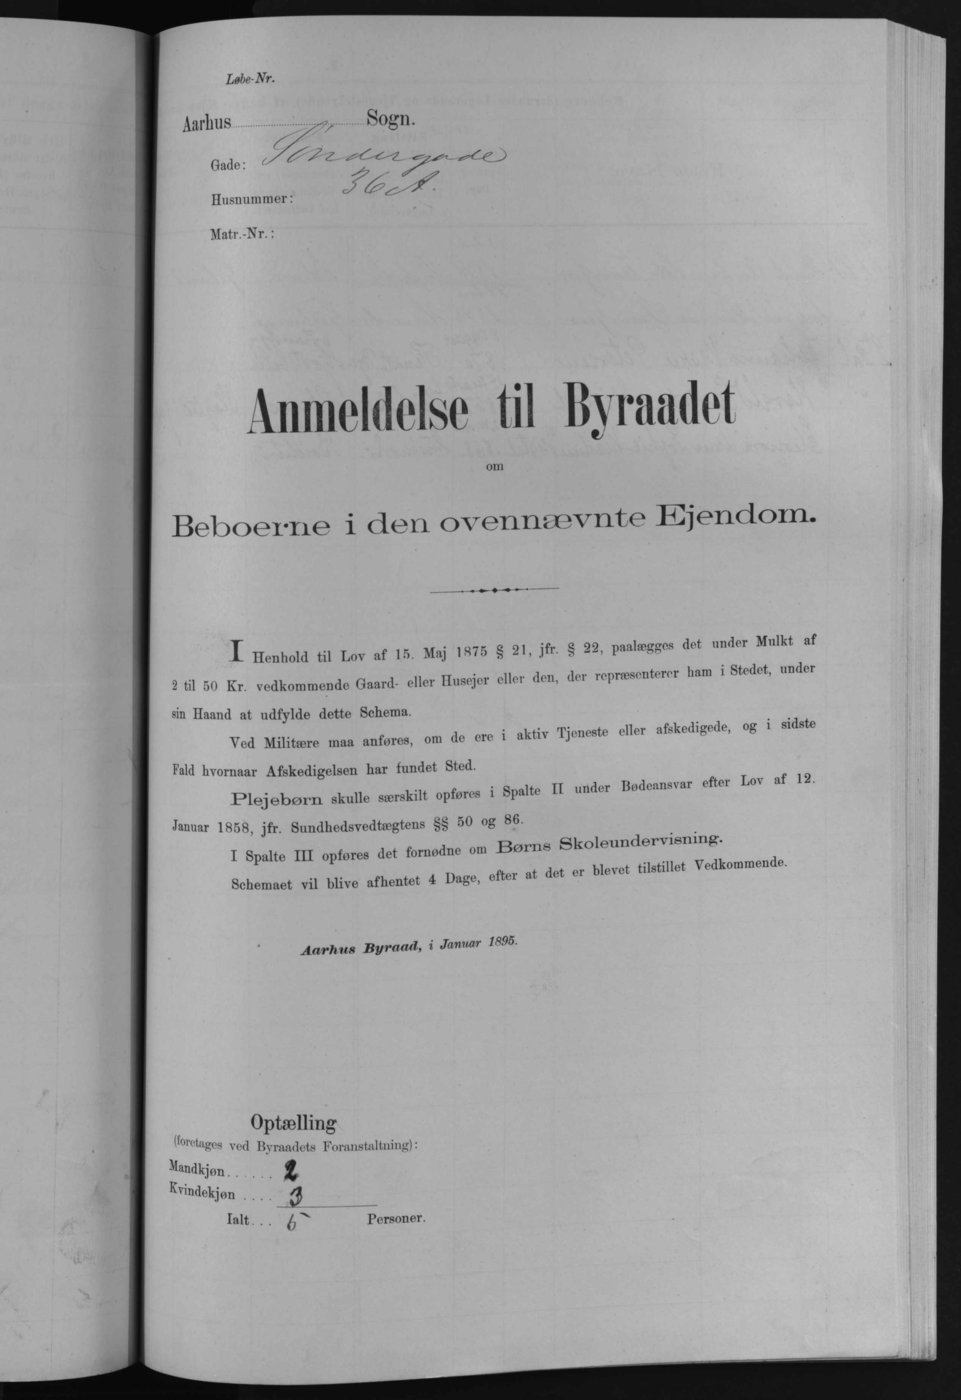 Løbe-Nr.
Aarhus Sogn.
Gade: Søndergade
Husnummer: 36 A.
Matr.-Nr.:
Anmeldelse til Byraadet
om
Beboerne i den ovennævnte Ejendom.
I Henhold til Lov af 15. Maj 1875 § 21, jfr. § 22, paalægges det under Mulkt af
2 til 50 Kr. vedkommende Gaard- eller Husejer eller den, der repræsenterer ham i Stedet, under
sin Haand at udfylde dette Schema.
Ved Militære maa anføres, om de ere i aktiv Tjeneste eller afskedigede, og i sidste
Fald hvornaar Afskedigelsen har fundet Sted.
Plejebørn skulle særskilt opføres i Spalte II under Bødeansvar efter Lov af 12.
Januar 1858, jfr. Sundhedsvedtægtens §§ 50 og 86.
I Spalte III opføres det fornødne om Børns Skoleundervisning.
Schemaet vil blive afhentet 4 Dage, efter at det er blevet tilstillet Vedkommende.
Aarhus Byraad, i Januar 1895.
Optælling
(foretages ved Byraadets Foranstaltning):
Mandkjøn...... 2
Kvindekjøn .... 3
Ialt... 5 Personer.